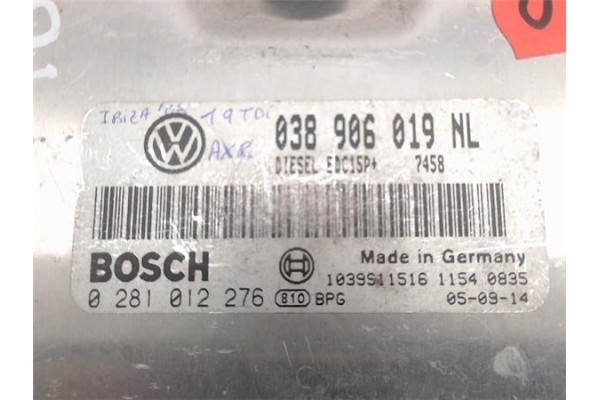 IBIZA 1.9 TDI
038 906 019 NL
AXR.
DIESEL EDC15P+ 7458
BOSCH
Made in Germany
1039S11516 1154 0835
0 281 012 276 810 BPG
05-09-14